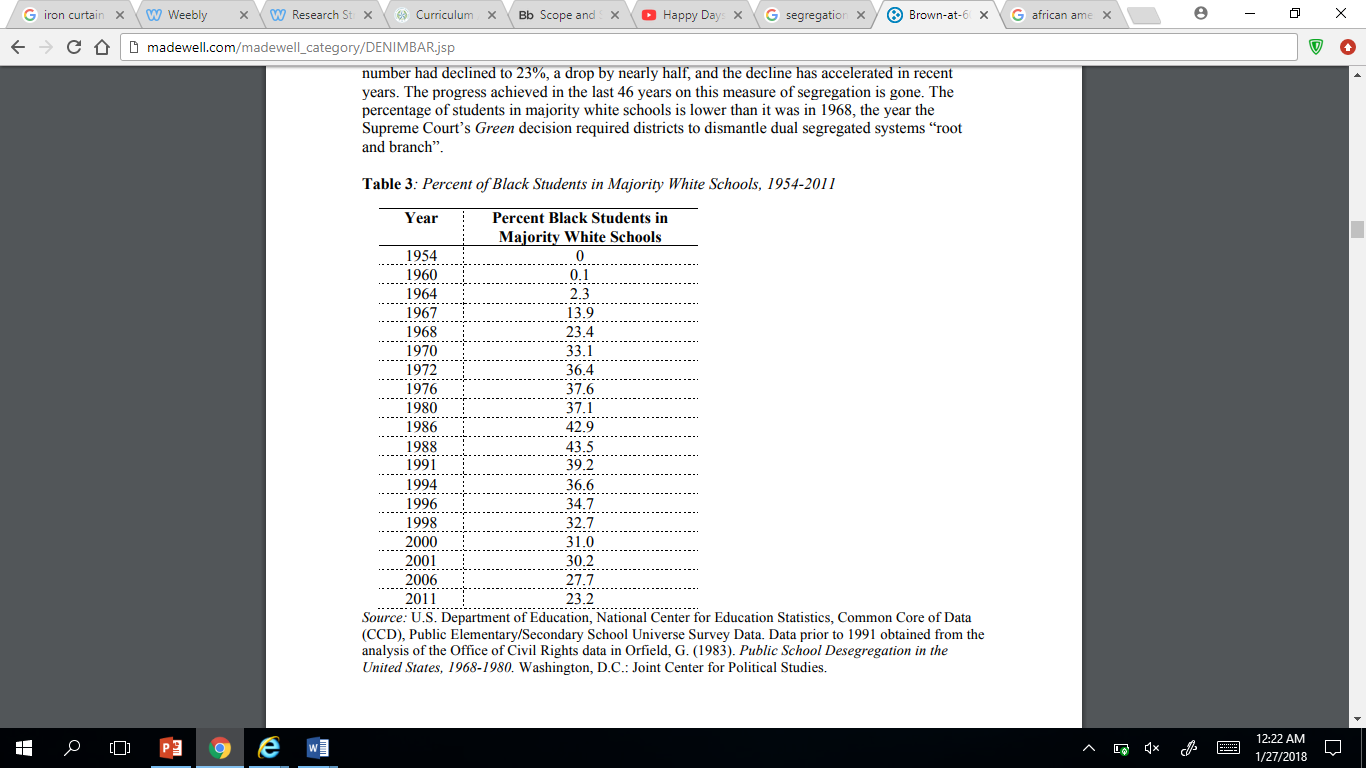 iron curtain
Weekly
Research St
Curriculum
Bb Scope and
Happy Day
segregation
Brown-at-6
african ame
madewell.com/madewell_category/DENIMBAR.jsp
number had declined to 23%, a drop by nearly half, and the decline has accelerated in recent
years. The progress achieved in the last 46 years on this measure of segregation is gone. The
percentage of students in majority white schools is lower than it was in 1968, the year the
Supreme Court’s Green decision required districts to dismantle dual segregated systems “root
and branch”.
Table 3: Percent of Black Students in Majority White Schools, 1954-2011
Year Percent Black Students in
Majority White Schools
1954 0
1960 0.1
1964 2.3
1967 13.9
1968 23.4
1970 33.1
1972 36.4
1976 37.6
1980 37.1
1986 42.9
1988 43.5
1991 39.2
1994 36.6
1996 34.7
1998 32.7
2000 31.0
2001 30.2
2006 27.7
2011 23.2
Source: U.S. Department of Education, National Center for Education Statistics, Common Core of Data
(CCD), Public Elementary/Secondary School Universe Survey Data. Data prior to 1991 obtained from the
analysis of the Office of Civil Rights data in Orfield, G. (1983). Public School Desegregation in the
United States, 1968-1980. Washington, D.C.: Joint Center for Political Studies.
12:22 AM
1/27/2018